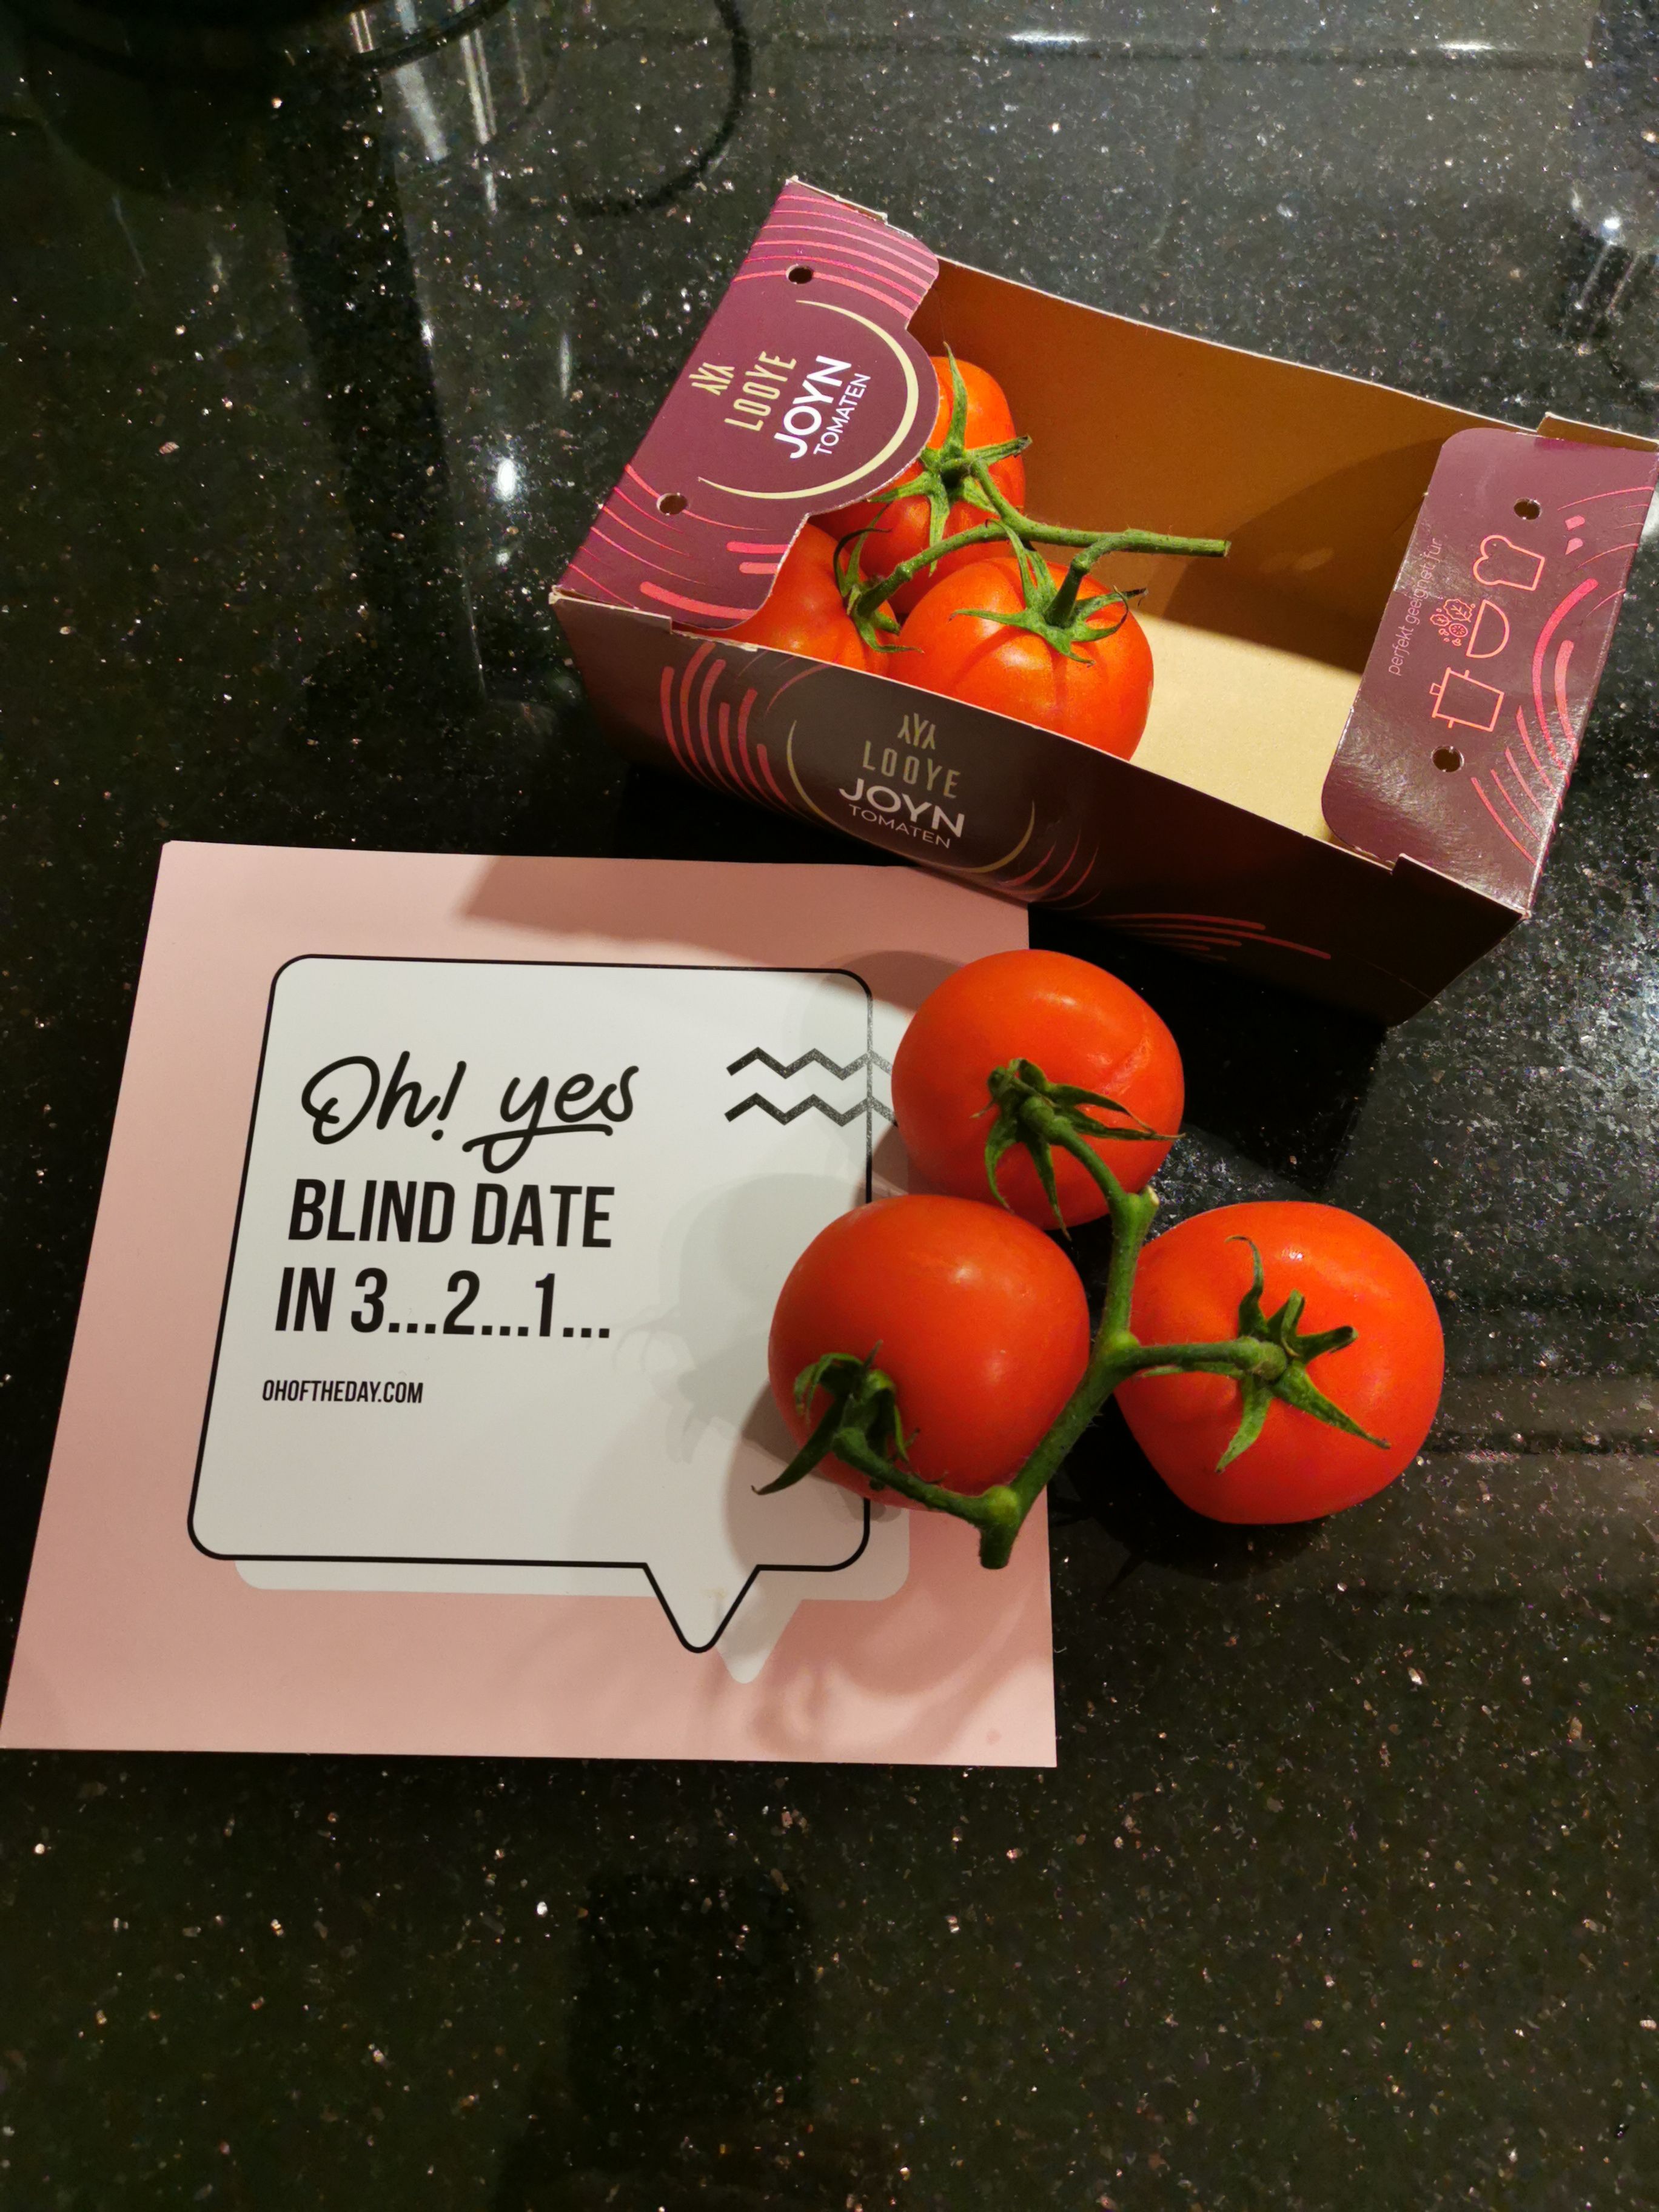 LOOYE
JOYN
TOMATEN
perfekt geeignet für
LOOYE
JOYN
TOMATEN
Oh! yes
BLIND DATE
IN 3...2...1...
OHOFTHEDAY.COM